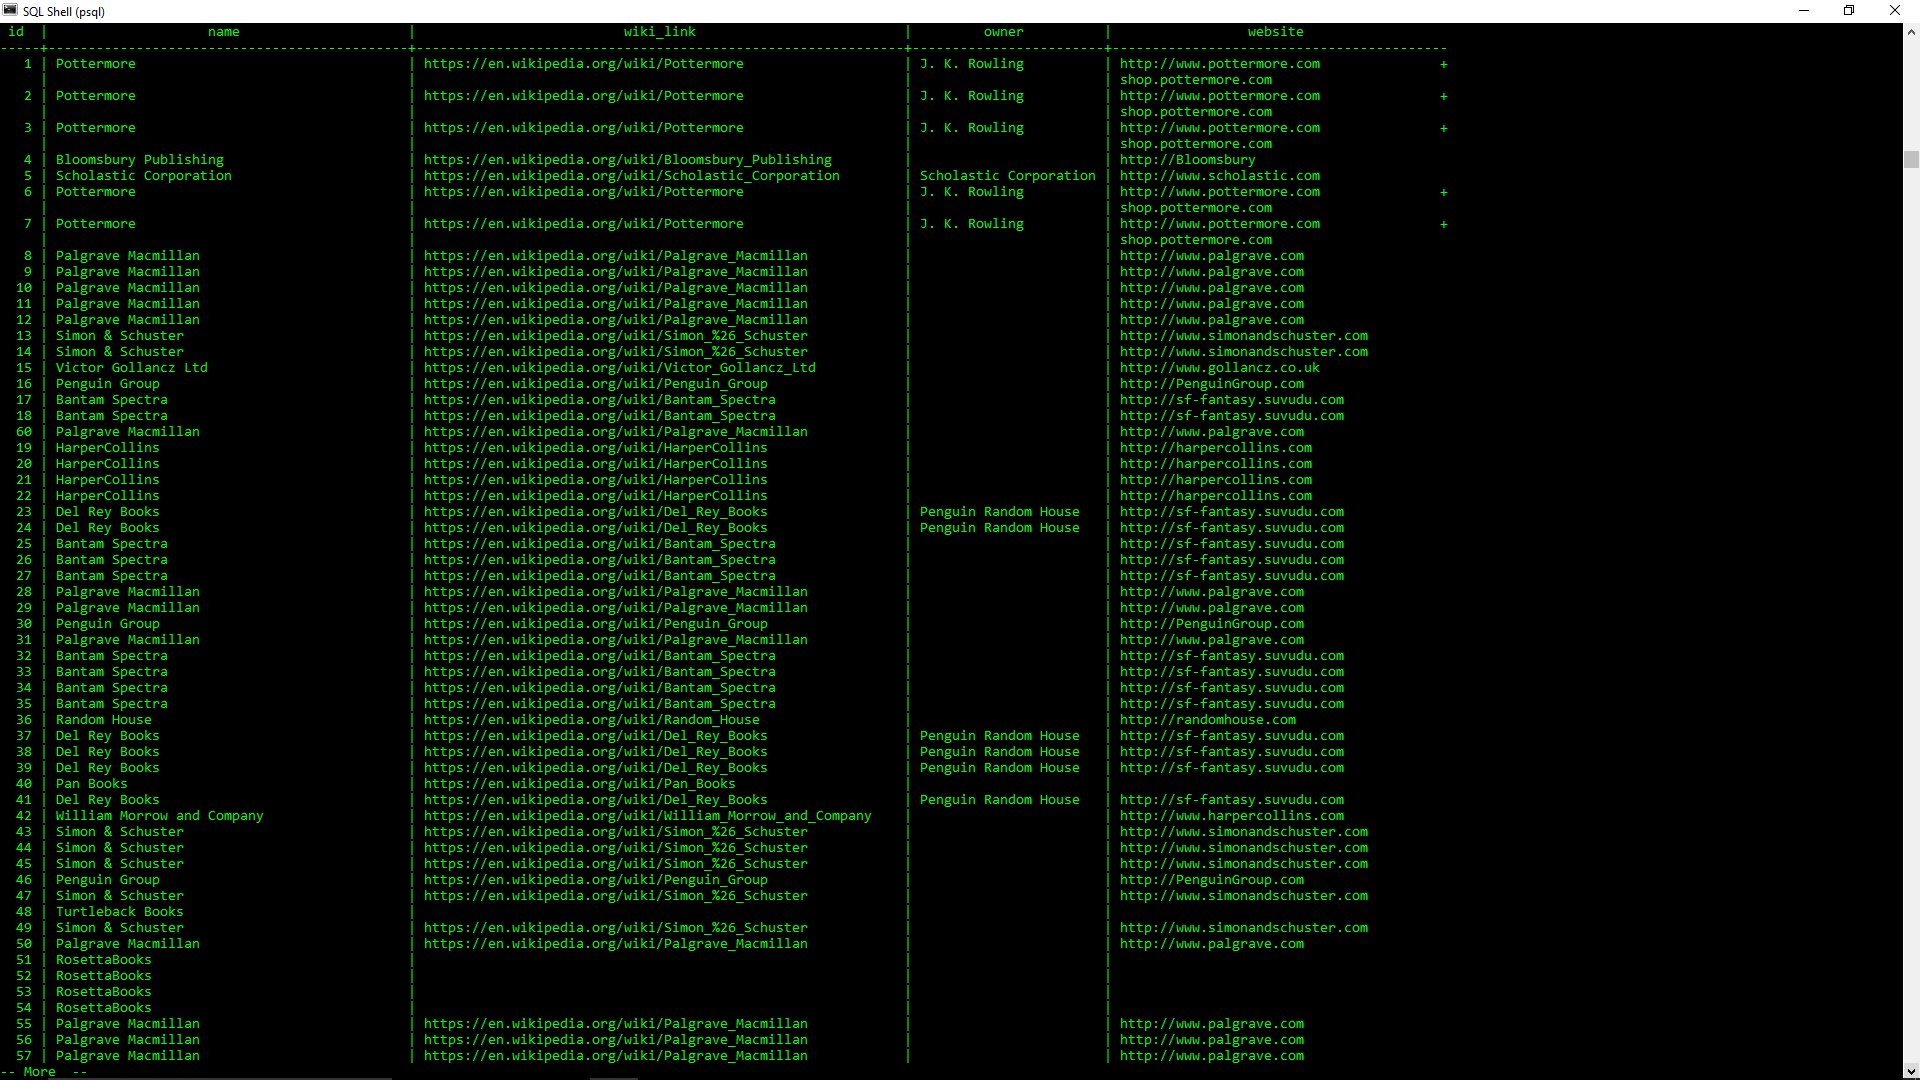 SQL Shell (psql)
id | name | wiki_link | owner | website
----+---------------------------------------------+-------------------------------------------------------------+-------------------------+------------------------------------------
1 | Pottermore | https://en.wikipedia.org/wiki/Pottermore | J. K. Rowling | http://www.pottermore.com +
| | | | shop.pottermore.com
2 | Pottermore | https://en.wikipedia.org/wiki/Pottermore | J. K. Rowling | http://www.pottermore.com +
| | | | shop.pottermore.com
3 | Pottermore | https://en.wikipedia.org/wiki/Pottermore | J. K. Rowling | http://www.pottermore.com +
| | | | shop.pottermore.com
4 | Bloomsbury Publishing | https://en.wikipedia.org/wiki/Bloomsbury_Publishing | | http://Bloomsbury
5 | Scholastic Corporation | https://en.wikipedia.org/wiki/Scholastic_Corporation | Scholastic Corporation | http://www.scholastic.com
6 | Pottermore | https://en.wikipedia.org/wiki/Pottermore | J. K. Rowling | http://www.pottermore.com +
| | | | shop.pottermore.com
7 | Pottermore | https://en.wikipedia.org/wiki/Pottermore | J. K. Rowling | http://www.pottermore.com +
| | | | shop.pottermore.com
8 | Palgrave Macmillan | https://en.wikipedia.org/wiki/Palgrave_Macmillan | | http://www.palgrave.com
9 | Palgrave Macmillan | https://en.wikipedia.org/wiki/Palgrave_Macmillan | | http://www.palgrave.com
10 | Palgrave Macmillan | https://en.wikipedia.org/wiki/Palgrave_Macmillan | | http://www.palgrave.com
11 | Palgrave Macmillan | https://en.wikipedia.org/wiki/Palgrave_Macmillan | | http://www.palgrave.com
12 | Palgrave Macmillan | https://en.wikipedia.org/wiki/Palgrave_Macmillan | | http://www.palgrave.com
13 | Simon & Schuster | https://en.wikipedia.org/wiki/Simon_%26_Schuster | | http://www.simonandschuster.com
14 | Simon & Schuster | https://en.wikipedia.org/wiki/Simon_%26_Schuster | | http://www.simonandschuster.com
15 | Victor Gollancz Ltd | https://en.wikipedia.org/wiki/Victor_Gollancz_Ltd | | http://www.gollancz.co.uk
16 | Penguin Group | https://en.wikipedia.org/wiki/Penguin_Group | | http://PenguinGroup.com
17 | Bantam Spectra | https://en.wikipedia.org/wiki/Bantam_Spectra | | http://sf-fantasy.suvudu.com
18 | Bantam Spectra | https://en.wikipedia.org/wiki/Bantam_Spectra | | http://sf-fantasy.suvudu.com
60 | Palgrave Macmillan | https://en.wikipedia.org/wiki/Palgrave_Macmillan | | http://www.palgrave.com
19 | HarperCollins | https://en.wikipedia.org/wiki/HarperCollins | | http://harpercollins.com
20 | HarperCollins | https://en.wikipedia.org/wiki/HarperCollins | | http://harpercollins.com
21 | HarperCollins | https://en.wikipedia.org/wiki/HarperCollins | | http://harpercollins.com
22 | HarperCollins | https://en.wikipedia.org/wiki/HarperCollins | | http://harpercollins.com
23 | Del Rey Books | https://en.wikipedia.org/wiki/Del_Rey_Books | Penguin Random House | http://sf-fantasy.suvudu.com
24 | Del Rey Books | https://en.wikipedia.org/wiki/Del_Rey_Books | Penguin Random House | http://sf-fantasy.suvudu.com
25 | Bantam Spectra | https://en.wikipedia.org/wiki/Bantam_Spectra | | http://sf-fantasy.suvudu.com
26 | Bantam Spectra | https://en.wikipedia.org/wiki/Bantam_Spectra | | http://sf-fantasy.suvudu.com
27 | Bantam Spectra | https://en.wikipedia.org/wiki/Bantam_Spectra | | http://sf-fantasy.suvudu.com
28 | Palgrave Macmillan | https://en.wikipedia.org/wiki/Palgrave_Macmillan | | http://www.palgrave.com
29 | Palgrave Macmillan | https://en.wikipedia.org/wiki/Palgrave_Macmillan | | http://www.palgrave.com
30 | Penguin Group | https://en.wikipedia.org/wiki/Penguin_Group | | http://PenguinGroup.com
31 | Palgrave Macmillan | https://en.wikipedia.org/wiki/Palgrave_Macmillan | | http://www.palgrave.com
32 | Bantam Spectra | https://en.wikipedia.org/wiki/Bantam_Spectra | | http://sf-fantasy.suvudu.com
33 | Bantam Spectra | https://en.wikipedia.org/wiki/Bantam_Spectra | | http://sf-fantasy.suvudu.com
34 | Bantam Spectra | https://en.wikipedia.org/wiki/Bantam_Spectra | | http://sf-fantasy.suvudu.com
35 | Bantam Spectra | https://en.wikipedia.org/wiki/Bantam_Spectra | | http://sf-fantasy.suvudu.com
36 | Random House | https://en.wikipedia.org/wiki/Random_House | | http://randomhouse.com
37 | Del Rey Books | https://en.wikipedia.org/wiki/Del_Rey_Books | Penguin Random House | http://sf-fantasy.suvudu.com
38 | Del Rey Books | https://en.wikipedia.org/wiki/Del_Rey_Books | Penguin Random House | http://sf-fantasy.suvudu.com
39 | Del Rey Books | https://en.wikipedia.org/wiki/Del_Rey_Books | Penguin Random House | http://sf-fantasy.suvudu.com
40 | Pan Books | https://en.wikipedia.org/wiki/Pan_Books | |
41 | Del Rey Books | https://en.wikipedia.org/wiki/Del_Rey_Books | Penguin Random House | http://sf-fantasy.suvudu.com
42 | William Morrow and Company | https://en.wikipedia.org/wiki/William_Morrow_and_Company | | http://www.harpercollins.com
43 | Simon & Schuster | https://en.wikipedia.org/wiki/Simon_%26_Schuster | | http://www.simonandschuster.com
44 | Simon & Schuster | https://en.wikipedia.org/wiki/Simon_%26_Schuster | | http://www.simonandschuster.com
45 | Simon & Schuster | https://en.wikipedia.org/wiki/Simon_%26_Schuster | | http://www.simonandschuster.com
46 | Penguin Group | https://en.wikipedia.org/wiki/Penguin_Group | | http://PenguinGroup.com
47 | Simon & Schuster | https://en.wikipedia.org/wiki/Simon_%26_Schuster | | http://www.simonandschuster.com
48 | Turtleback Books | | |
49 | Simon & Schuster | https://en.wikipedia.org/wiki/Simon_%26_Schuster | | http://www.simonandschuster.com
50 | Palgrave Macmillan | https://en.wikipedia.org/wiki/Palgrave_Macmillan | | http://www.palgrave.com
51 | RosettaBooks | | |
52 | RosettaBooks | | |
53 | RosettaBooks | | |
54 | RosettaBooks | | |
55 | Palgrave Macmillan | https://en.wikipedia.org/wiki/Palgrave_Macmillan | | http://www.palgrave.com
56 | Palgrave Macmillan | https://en.wikipedia.org/wiki/Palgrave_Macmillan | | http://www.palgrave.com
57 | Palgrave Macmillan | https://en.wikipedia.org/wiki/Palgrave_Macmillan | | http://www.palgrave.com
-- More --